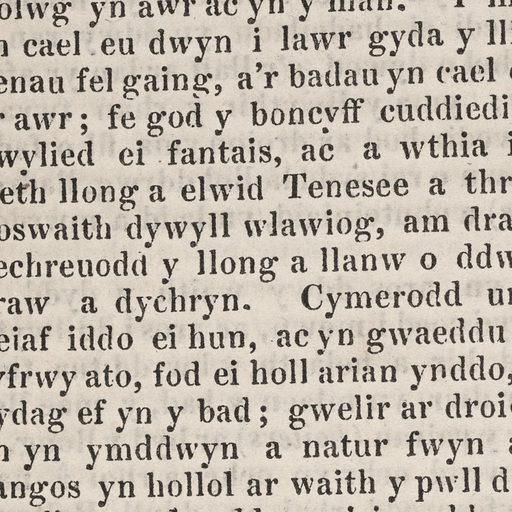 olwg yn awr ac yn y man.
cael eu dwyn i lawr gyda y ll
enau fel gaing, a'r badau yn cael
awr; fe god y boncyff cuddiedi
wylied ei fantais, ac a wthia i
eth llong a elwid Tenesee a thr
oswaith dywyll wlawiog, am dra
echreuodd y llong a llanw o ddw
raw a dychryn. Cymerodd u
eiaf iddo ei hun, ac yn gwaeddu
yfrwy ato, fod ei holl arian ynddo,
ydag ef yn y bad; gwelir ar droi
n yn ymddwyn a natur fwyn a
angos yn hollol ar waith y pwll d